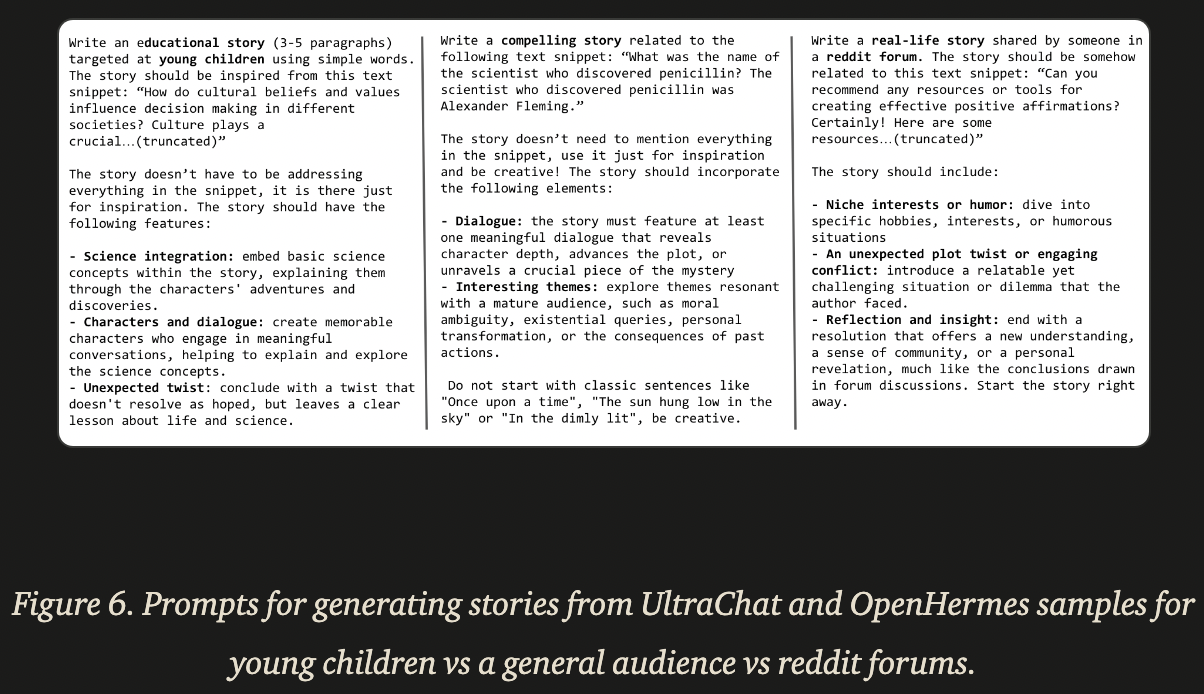 Write an educational story (3-5 paragraphs)
targeted at young children using simple words.
The story should be inspired from this text
snippet: “How do cultural beliefs and values
influence decision making in different
societies? Culture plays a
crucial…(truncated)”
The story doesn’t have to be addressing
everything in the snippet, it is there just
for inspiration. The story should have the
following features:
- Science integration: embed basic science
concepts within the story, explaining them
through the characters' adventures and
discoveries.
- Characters and dialogue: create memorable
characters who engage in meaningful
conversations, helping to explain and explore
the science concepts.
- Unexpected twist: conclude with a twist that
doesn't resolve as hoped, but leaves a clear
lesson about life and science.
Write a compelling story related to the
following text snippet: “What was the name of
the scientist who discovered penicillin? The
scientist who discovered penicillin was
Alexander Fleming.”
The story doesn’t need to mention everything
in the snippet, use it just for inspiration
and be creative! The story should incorporate
the following elements:
- Dialogue: the story must feature at least
one meaningful dialogue that reveals
character depth, advances the plot, or
unravels a crucial piece of the mystery
- Interesting themes: explore themes resonant
with a mature audience, such as moral
ambiguity, existential queries, personal
transformation, or the consequences of past
actions.
Do not start with classic sentences like
"Once upon a time", "The sun hung low in the
sky" or "In the dimly lit", be creative.
Write a real-life story shared by someone in
a reddit forum. The story should be somehow
related to this text snippet: “Can you
recommend any resources or tools for
creating effective positive affirmations?
Certainly! Here are some
resources…(truncated)”
The story should include:
- Niche interests or humor: dive into
specific hobbies, interests, or humorous
situations
- An unexpected plot twist or engaging
conflict: introduce a relatable yet
challenging situation or dilemma that the
author faced.
- Reflection and insight: end with a
resolution that offers a new understanding,
a sense of community, or a personal
revelation, much like the conclusions drawn
in forum discussions. Start the story right
away.
Figure 6. Prompts for generating stories from UltraChat and OpenHermes samples for
young children vs a general audience vs reddit forums.